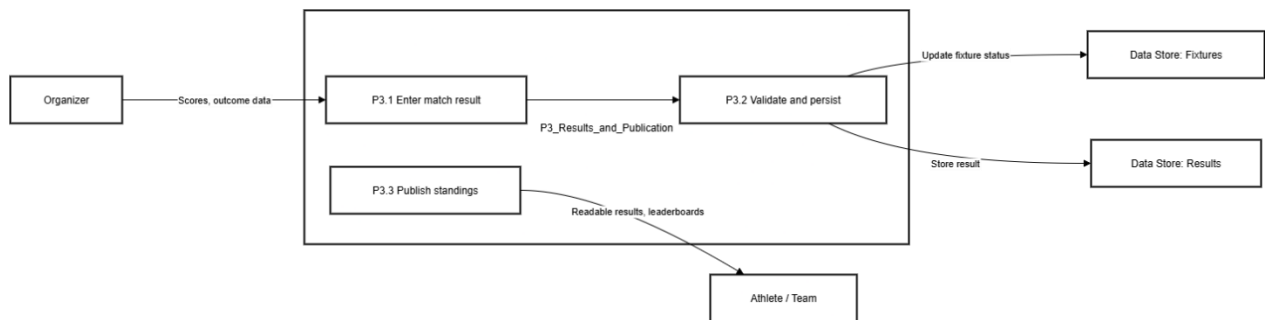 Update fixture status
Data Store: Fixtures
Organizer
Scores, outcome data
P3.1 Enter match result
P3.2 Validate and persist
P3_Results_and_Publication
Store result
Data Store: Results
P3.3 Publish standings
Readable results, leaderboards
Athlete / Team